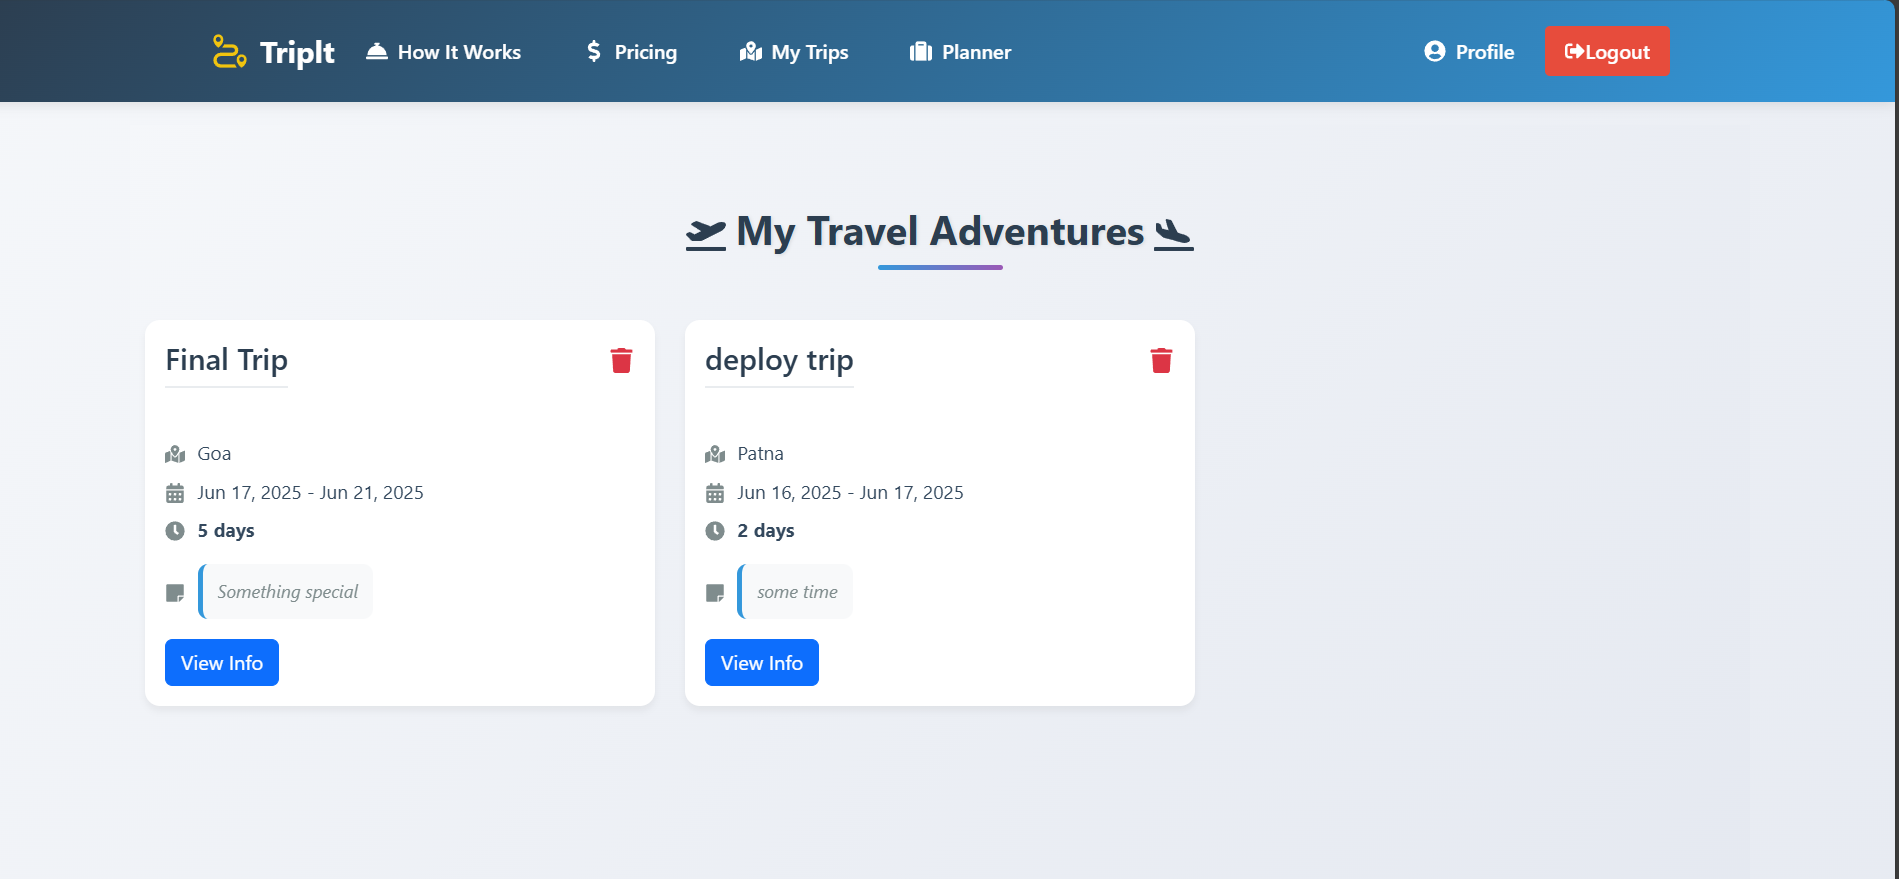 TripIt How It Works Pricing My Trips Planner Profile Logout
My Travel Adventures
Final Trip
Goa
Jun 17, 2025 - Jun 21, 2025
5 days
Something special
View Info
deploy trip
Patna
Jun 16, 2025 - Jun 17, 2025
2 days
some time
View Info